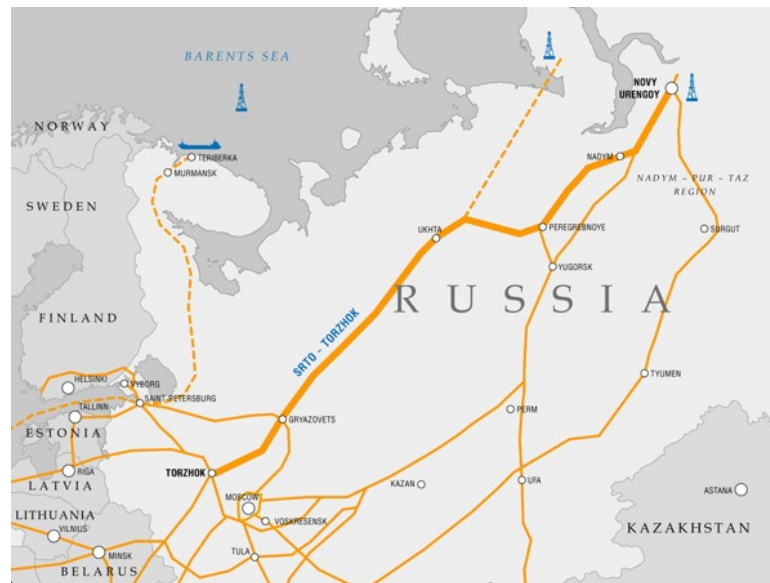 BARENTS SEA
NOVY
URENGOY
NORWAY
TERIBERKA
MURMANSK
NADYM
NADYM – PUR – TAZ
REGION
SWEDEN
UKHTA
PEREGREBNOYE
SURGUT
YUGORSK
RUSSIA
FINLAND
SRTO – TORZHOK
TYUMEN
HELSINKI
VYBORG
SAINT-PETERSBURG
TALLINN
PERM
GRYAZOVETS
ESTONIA
RIGA
TORZHOK
LATVIA
KAZAN
UFA
ASTANA
MOSCOW
VOSKRESENSK
LITHUANIA
VILNIUS
KAZAKHSTAN
MINSK
TULA
BELARUS